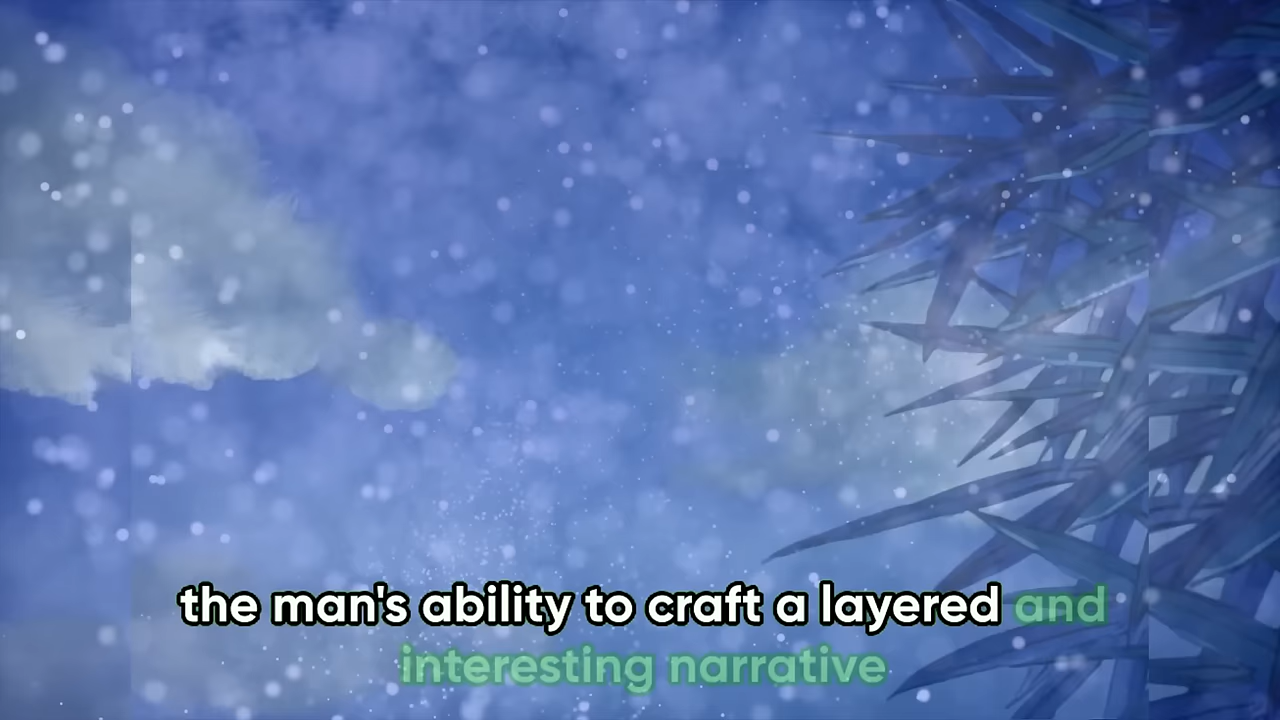 the man's ability to craft a layered and
interesting narrative